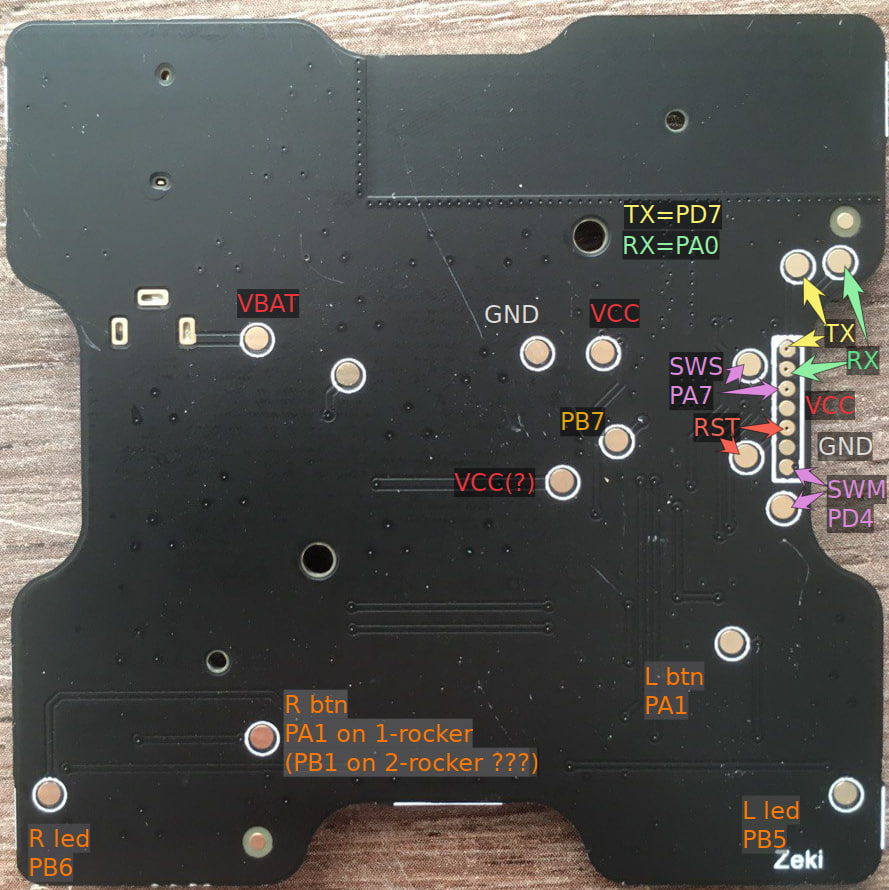 TX=PD7
RX=PA0
VBAT
GND
VCC
TX
RX
SWS
PA7
VCC
PB7
RST
GND
VCC(?)
SWM
PD4
L btn
PA1
R btn
PA1 on 1-rocker
(PB1 on 2-rocker ???)
L led
PB5
R led
PB6
Zeki